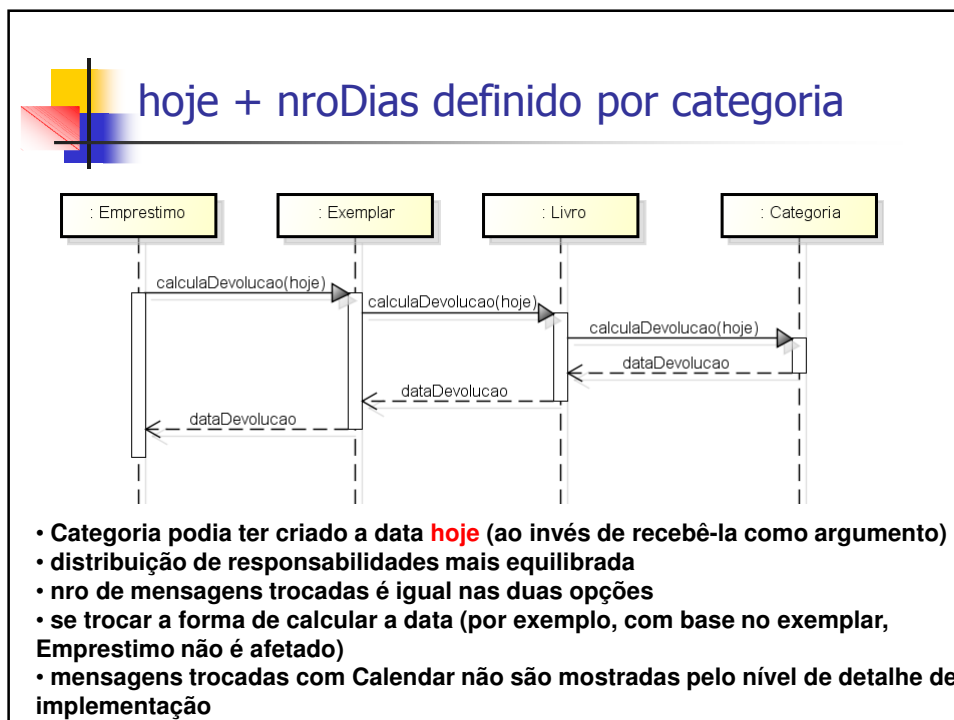 hoje + nroDias definido por categoria
: Emprestimo
: Exemplar
: Livro
: Categoria
calculaDevolucao(hoje)
calculaDevolucao(hoje)
calculaDevolucao(hoje)
dataDevolucao
dataDevolucao
dataDevolucao
• Categoria podia ter criado a data hoje (ao invés de recebê-la como argumento)
• distribuição de responsabilidades mais equilibrada
• nro de mensagens trocadas é igual nas duas opções
• se trocar a forma de calcular a data (por exemplo, com base no exemplar,
Emprestimo não é afetado)
• mensagens trocadas com Calendar não são mostradas pelo nível de detalhe de
implementação